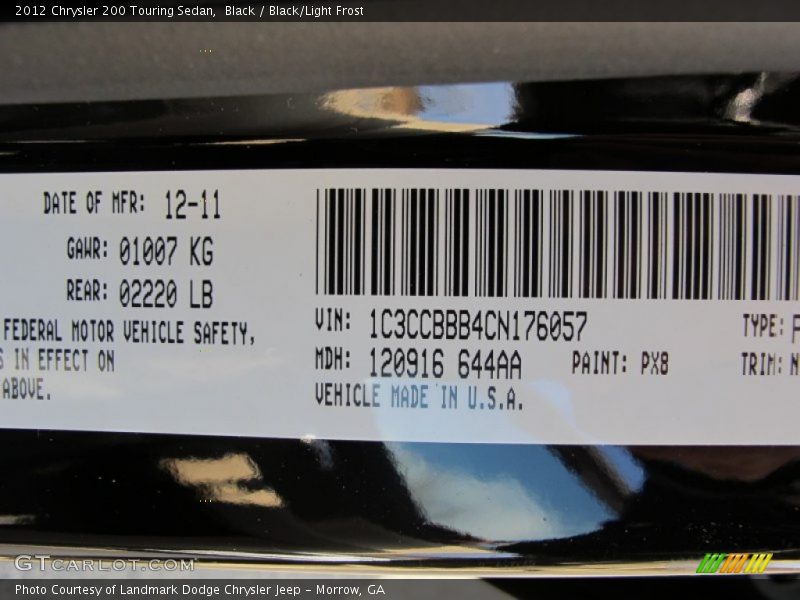 2012 Chrysler 200 Touring Sedan,  Black / Black/Light Frost
DATE OF MFR: 12-11
GAWR: 01007 KG
REAR: 02220 LB
FEDERAL MOTOR VEHICLE SAFETY,
IN EFFECT ON
ABOVE.
VIN: 1C3CCBBB4CN176057
TYPE:
MDH: 120916 644AA PAINT: PX8
TRIM:
VEHICLE MADE IN U.S.A.
GTCARLOT.COM
Photo Courtesy of Landmark Dodge Chrysler Jeep – Morrow, GA